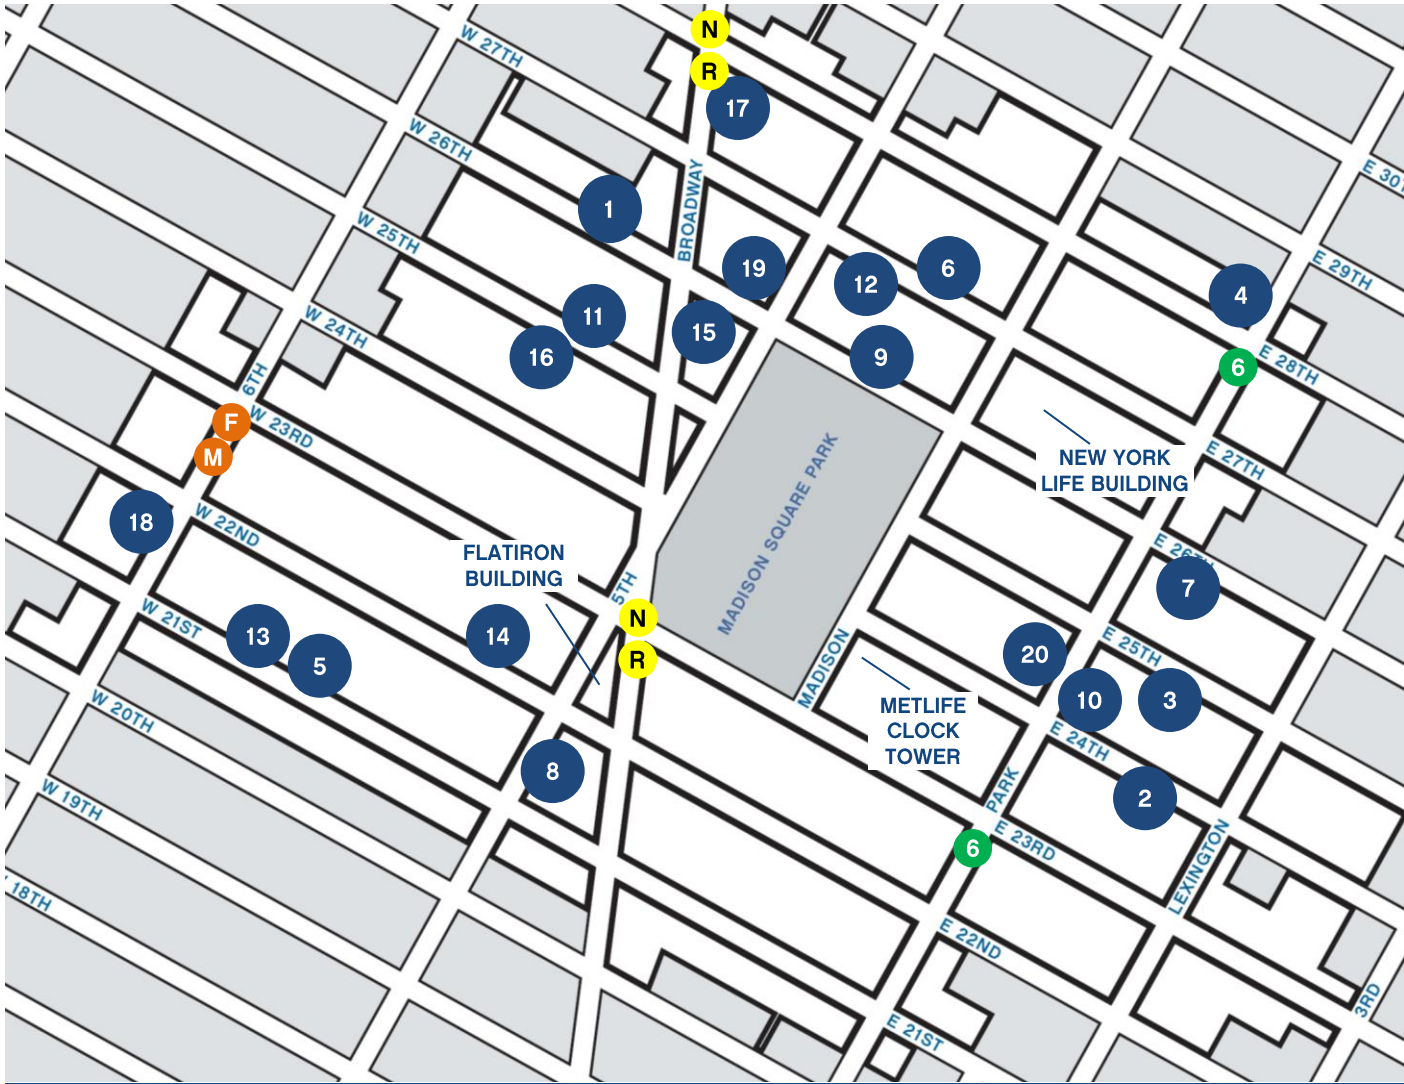 N
W 27TH
R
17
W 26TH
E 30
BROADWAY
1
W 25TH
19
12
6
E 29TH
4
11
15
W 24TH
16
9
6
E 28TH
6TH
F
W 23RD
M
MADISON SQUARE PARK
NEW YORK
LIFE BUILDING
E 27TH
18
W 22ND
FLATIRON
BUILDING
E 26TH
7
5TH
N
W 21ST
13
14
5
R
20
E 25TH
MADISON
10
3
W 20TH
METLIFE
CLOCK
TOWER
E 24TH
8
PARK
2
W 19TH
6
E 23RD
LEXINGTON
18TH
E 22ND
3RD
E 21ST